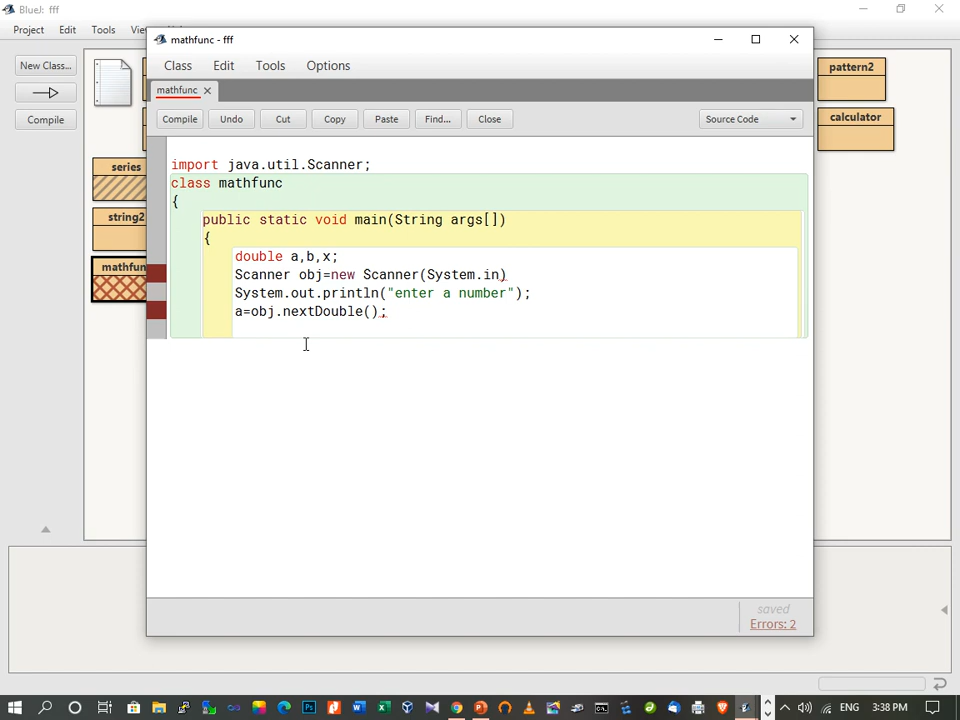 BlueJ: fff
Project Edit Tools
New Class...
Compile
series
string2
mathfun
pattern2
calculator
mathfunc - fff
Class Edit Tools Options
mathfunc
Compile Undo Cut Copy Paste Find... Close Source Code
import java.util.Scanner;
class mathfunc
{
public static void main(String args[])
{
double a,b,x;
Scanner obj=new Scanner(System.in)
System.out.println("enter a number");
a=obj.nextDouble();
saved
Errors: 2
ENG 3:38 PM